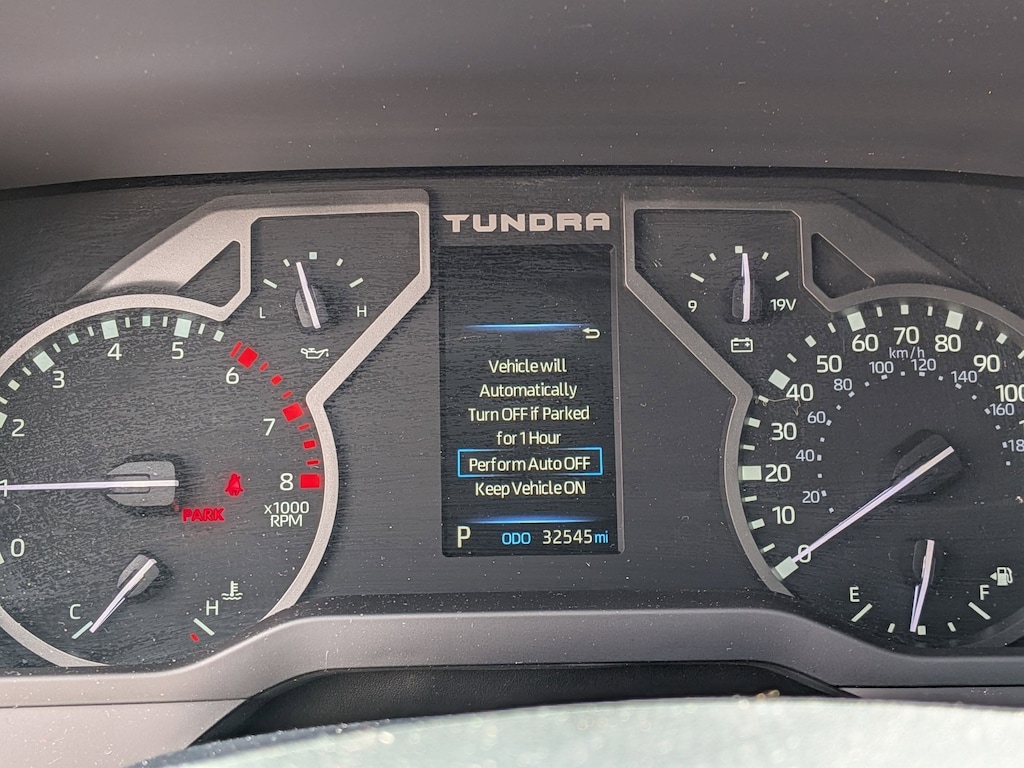 TUNDRA
L
H
9
19V
0
1
2
3
4
5
6
7
8
x1000
RPM
PARK
C
H
Vehicle will
Automatically
Turn OFF if Parked
for 1 Hour
Perform Auto OFF
Keep Vehicle ON
P ODO 32545 mi
0
10
20
30
40
50
60
70
80
90
100
km/h
20
40
60
80
100
120
140
160
E
F